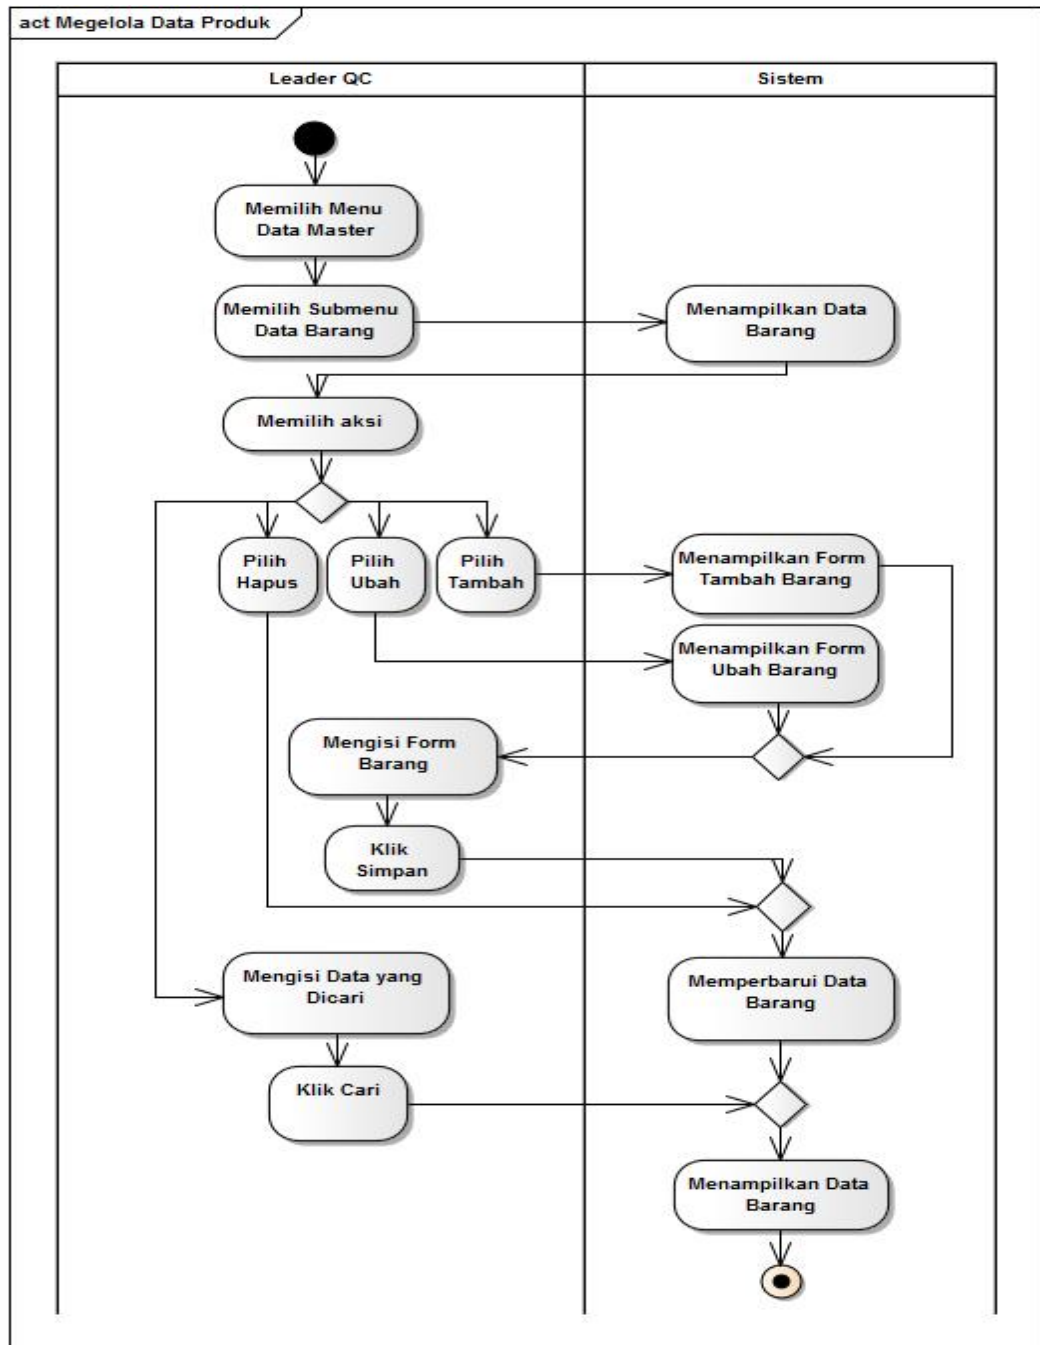 act Megelola Data Produk
Leader QC
Sistem
Memilih Menu
Data Master
Memilih Submenu
Data Barang
Menampilkan Data
Barang
Memilih aksi
Pilih
Hapus
Pilih
Ubah
Pilih
Tambah
Menampilkan Form
Tambah Barang
Menampilkan Form
Ubah Barang
Mengisi Form
Barang
Klik
Simpan
Mengisi Data yang
Dicari
Memperbarui Data
Barang
Klik Cari
Menampilkan Data
Barang